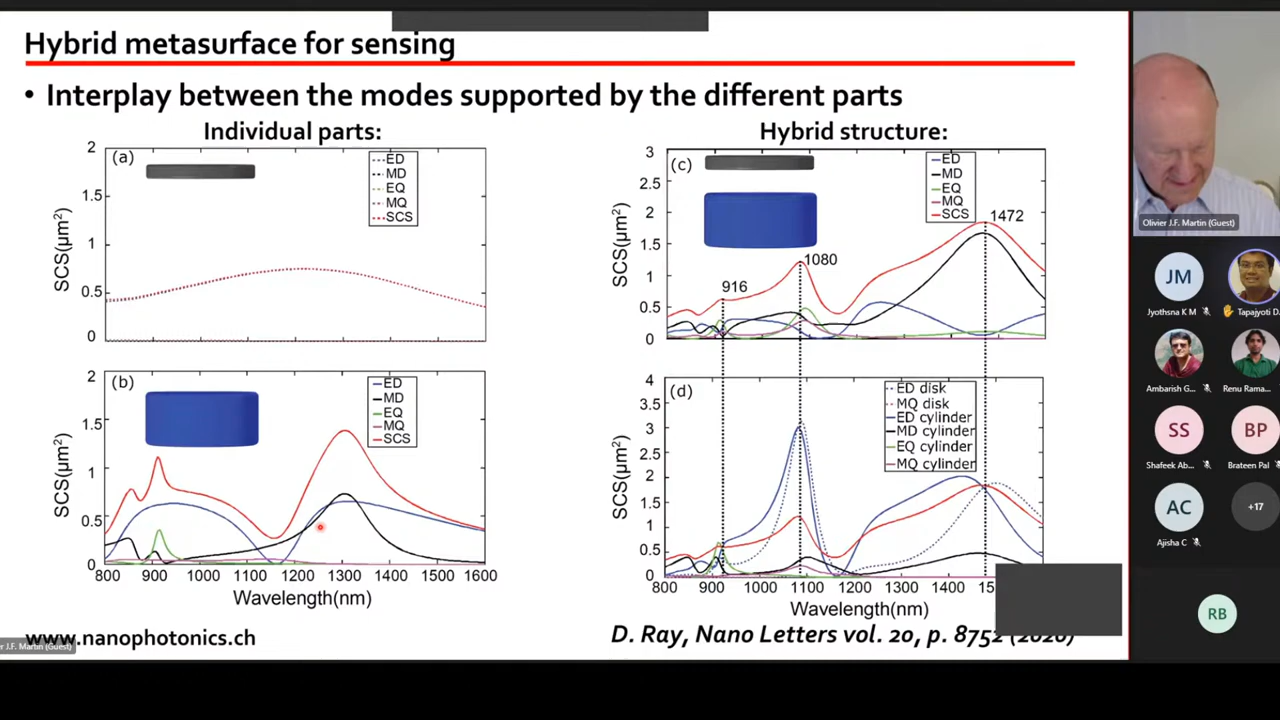 Hybrid metasurface for sensing
• Interplay between the modes supported by the different parts
Individual parts:
(a)
ED
MD
EQ
MQ
SCS
2
1.5
1
0.5
0
SCS(μm²)
(b)
ED
MD
EQ
MQ
SCS
2
1.5
1
0.5
0
SCS(μm²)
800 900 1000 1100 1200 1300 1400 1500 1600
Wavelength(nm)
Hybrid structure:
(c)
ED
MD
EQ
MQ
SCS
3
2.5
2
1.5
1
0.5
0
SCS(μm²)
916
1080
1472
(d)
ED disk
MQ disk
ED cylinder
MD cylinder
EQ cylinder
MQ cylinder
4
3.5
3
2.5
2
1.5
1
0.5
0
SCS(μm²)
800 900 1000 1100 1200 1300 1400
Wavelength(nm)
www.nanophotonics.ch
D. Ray, Nano Letters vol. 20, p. 8752 (2020)
r J.F. Martin (Guest)
Olivier J.F. Martin (Guest)
JM
Jyothsna K M
Tapajyoti D...
Ambarish G...
Renu Rama...
SS
Shafeek Ab...
BP
Brateen Pal
AC
Ajisha C
+17
RB